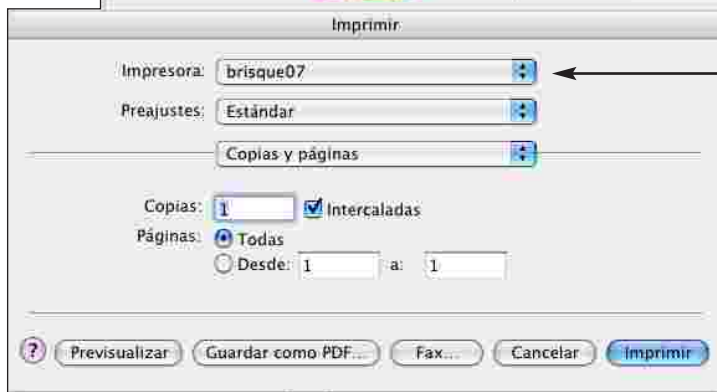 Imprimir
Impresora: brisque07
Preajustes: Estándar
Copias y páginas
Copias: 1 Intercaladas
Páginas: Todas
Desde: 1 a: 1
? Previsualizar Guardar como PDF... Fax... Cancelar Imprimir